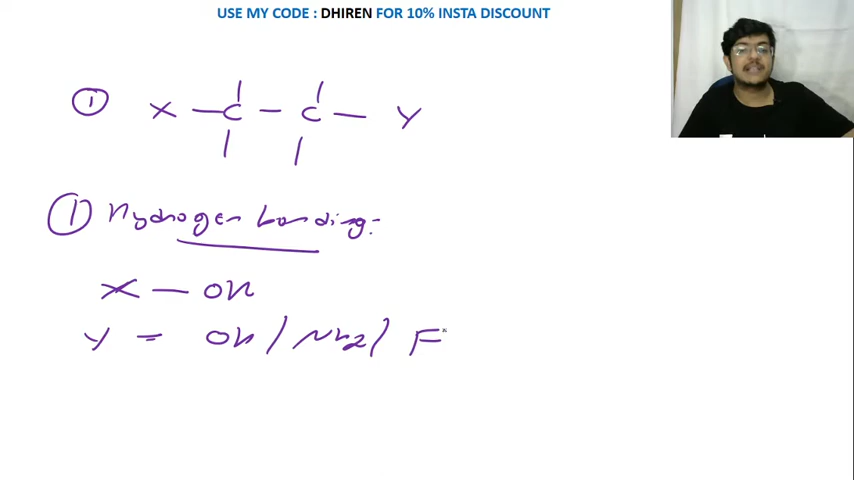 USE MY CODE : DHIREN FOR 10% INSTA DISCOUNT
① X — C — C — Y
① Hydrogen bonding:-
X — OH
Y = OH / NH2 / F